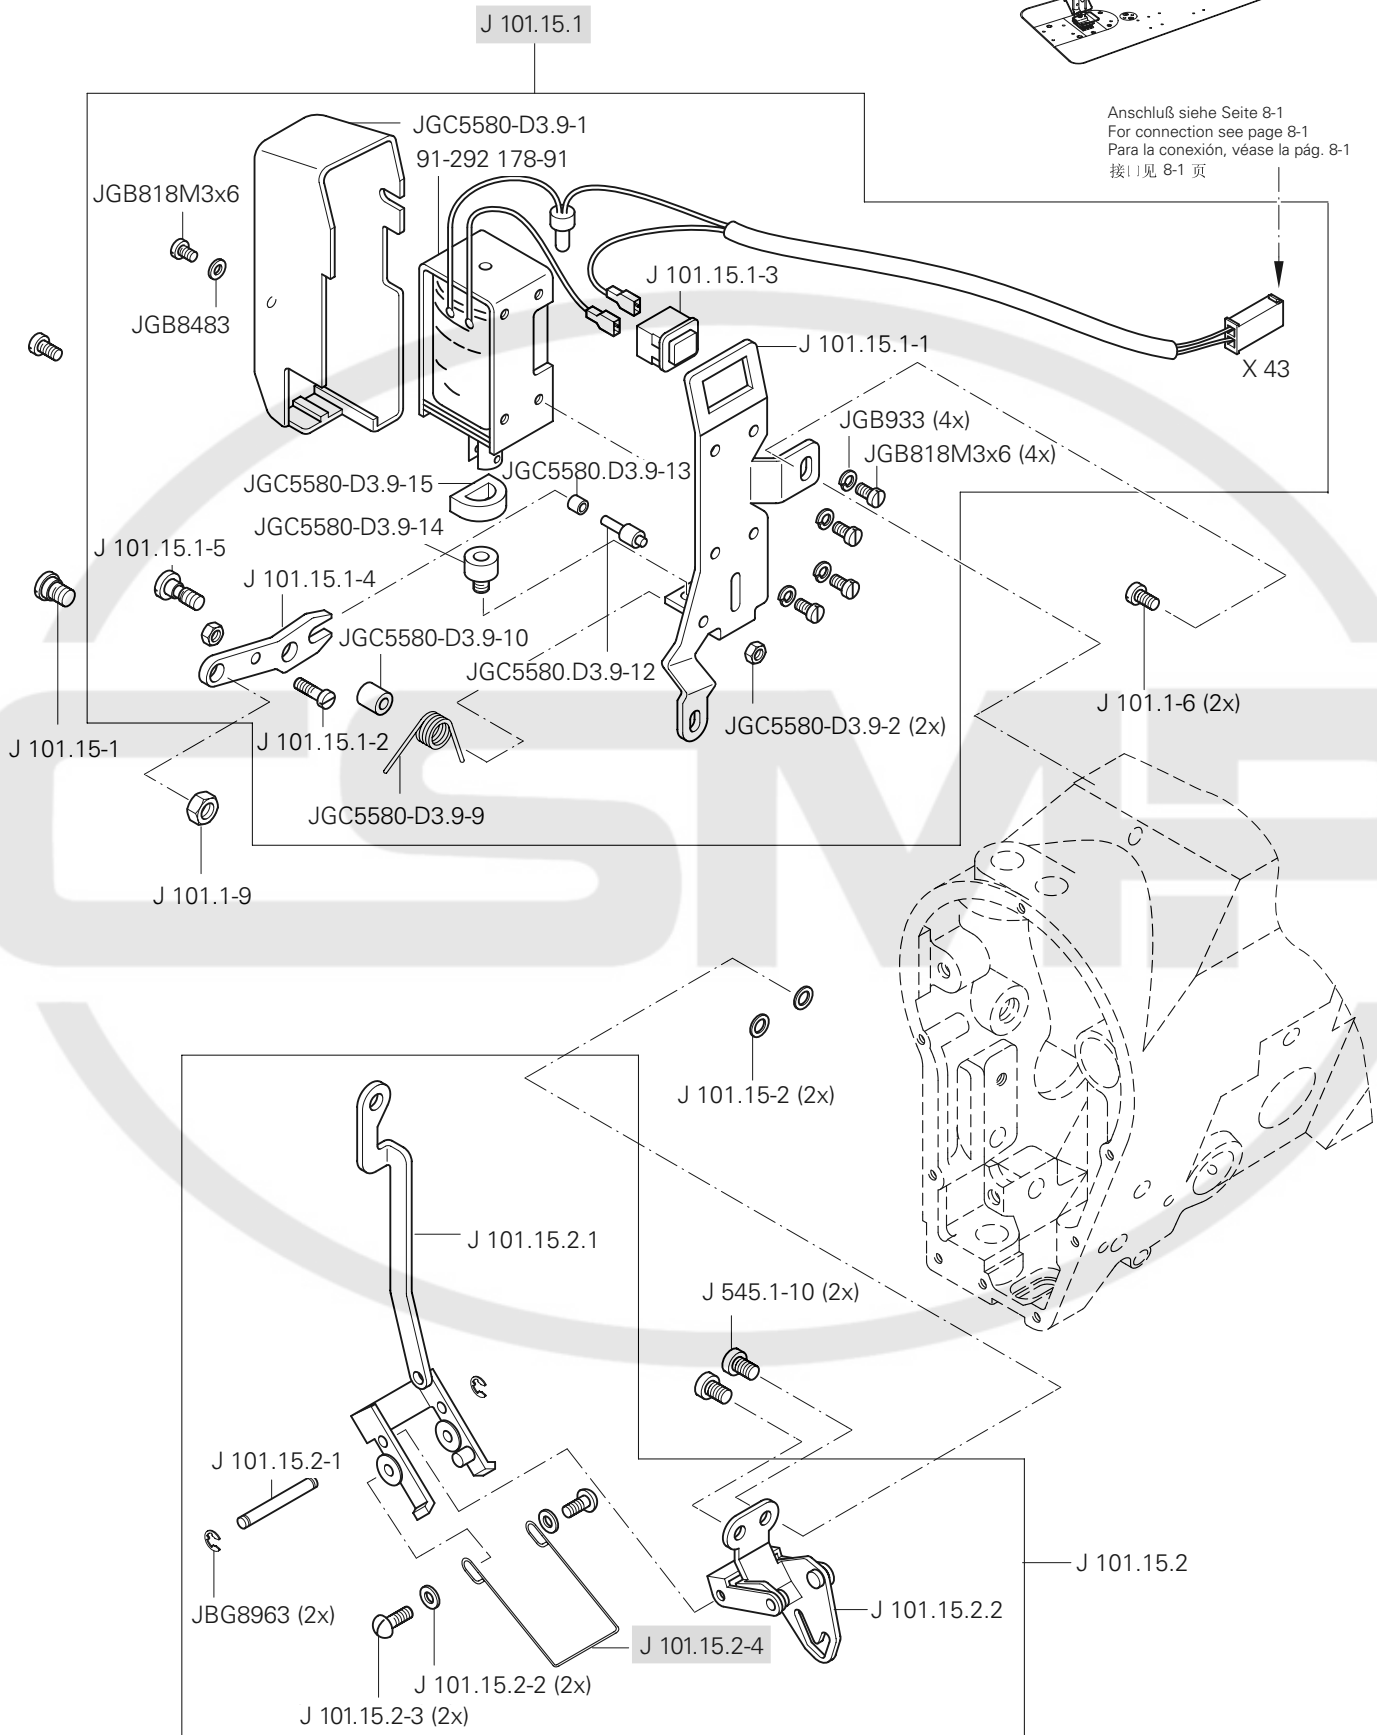 J 101.15.1
Anschluß siehe Seite 8-1
For connection see page 8-1
Para la conexión, véase la pág. 8-1
接口见 8-1 页
JGC5580-D3.9-1
91-292 178-91
JGB818M3x6
JGB8483
J 101.15.1-3
J 101.15.1-1
X 43
JGB933 (4x)
JGB818M3x6 (4x)
JGC5580.D3.9-13
JGC5580-D3.9-15
JGC5580-D3.9-14
J 101.15.1-5
J 101.15.1-4
JGC5580-D3.9-10
JGC5580.D3.9-12
J 101.1-6 (2x)
JGC5580-D3.9-2 (2x)
J 101.15-1
J 101.15.1-2
JGC5580-D3.9-9
J 101.1-9
CSMP
J 101.15-2 (2x)
J 101.15.2.1
J 545.1-10 (2x)
J 101.15.2-1
J 101.15.2
JBG8963 (2x)
J 101.15.2.2
J 101.15.2-4
J 101.15.2-2 (2x)
J 101.15.2-3 (2x)